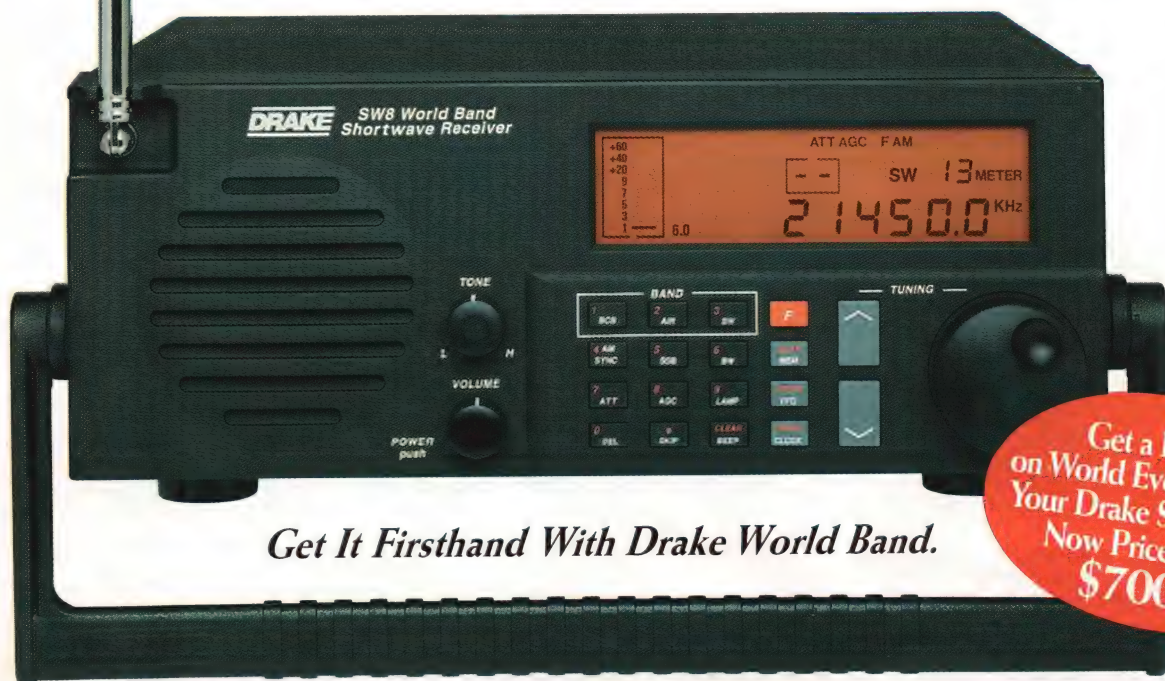 DRAKE SW8 World Band
Shortwave Receiver
ATT AGC F AM
+60
+40
+20
9
7
5
3
1
6.0
-- SW 13 METER
21450.0 KHz
TONE
L H
VOLUME
POWER
push
BAND
1 BCB 2 AIR 3 SW
F
4 AM SYNC 5 SSB 6 BW
MEM
7 ATT 8 AGC 9 LAMP
VFO
0 DEL SKIP CLEAR BEEP
CLOCK
TUNING
Get a
on World
Your Drake
Now
$700
Get It Firsthand With Drake World Band.